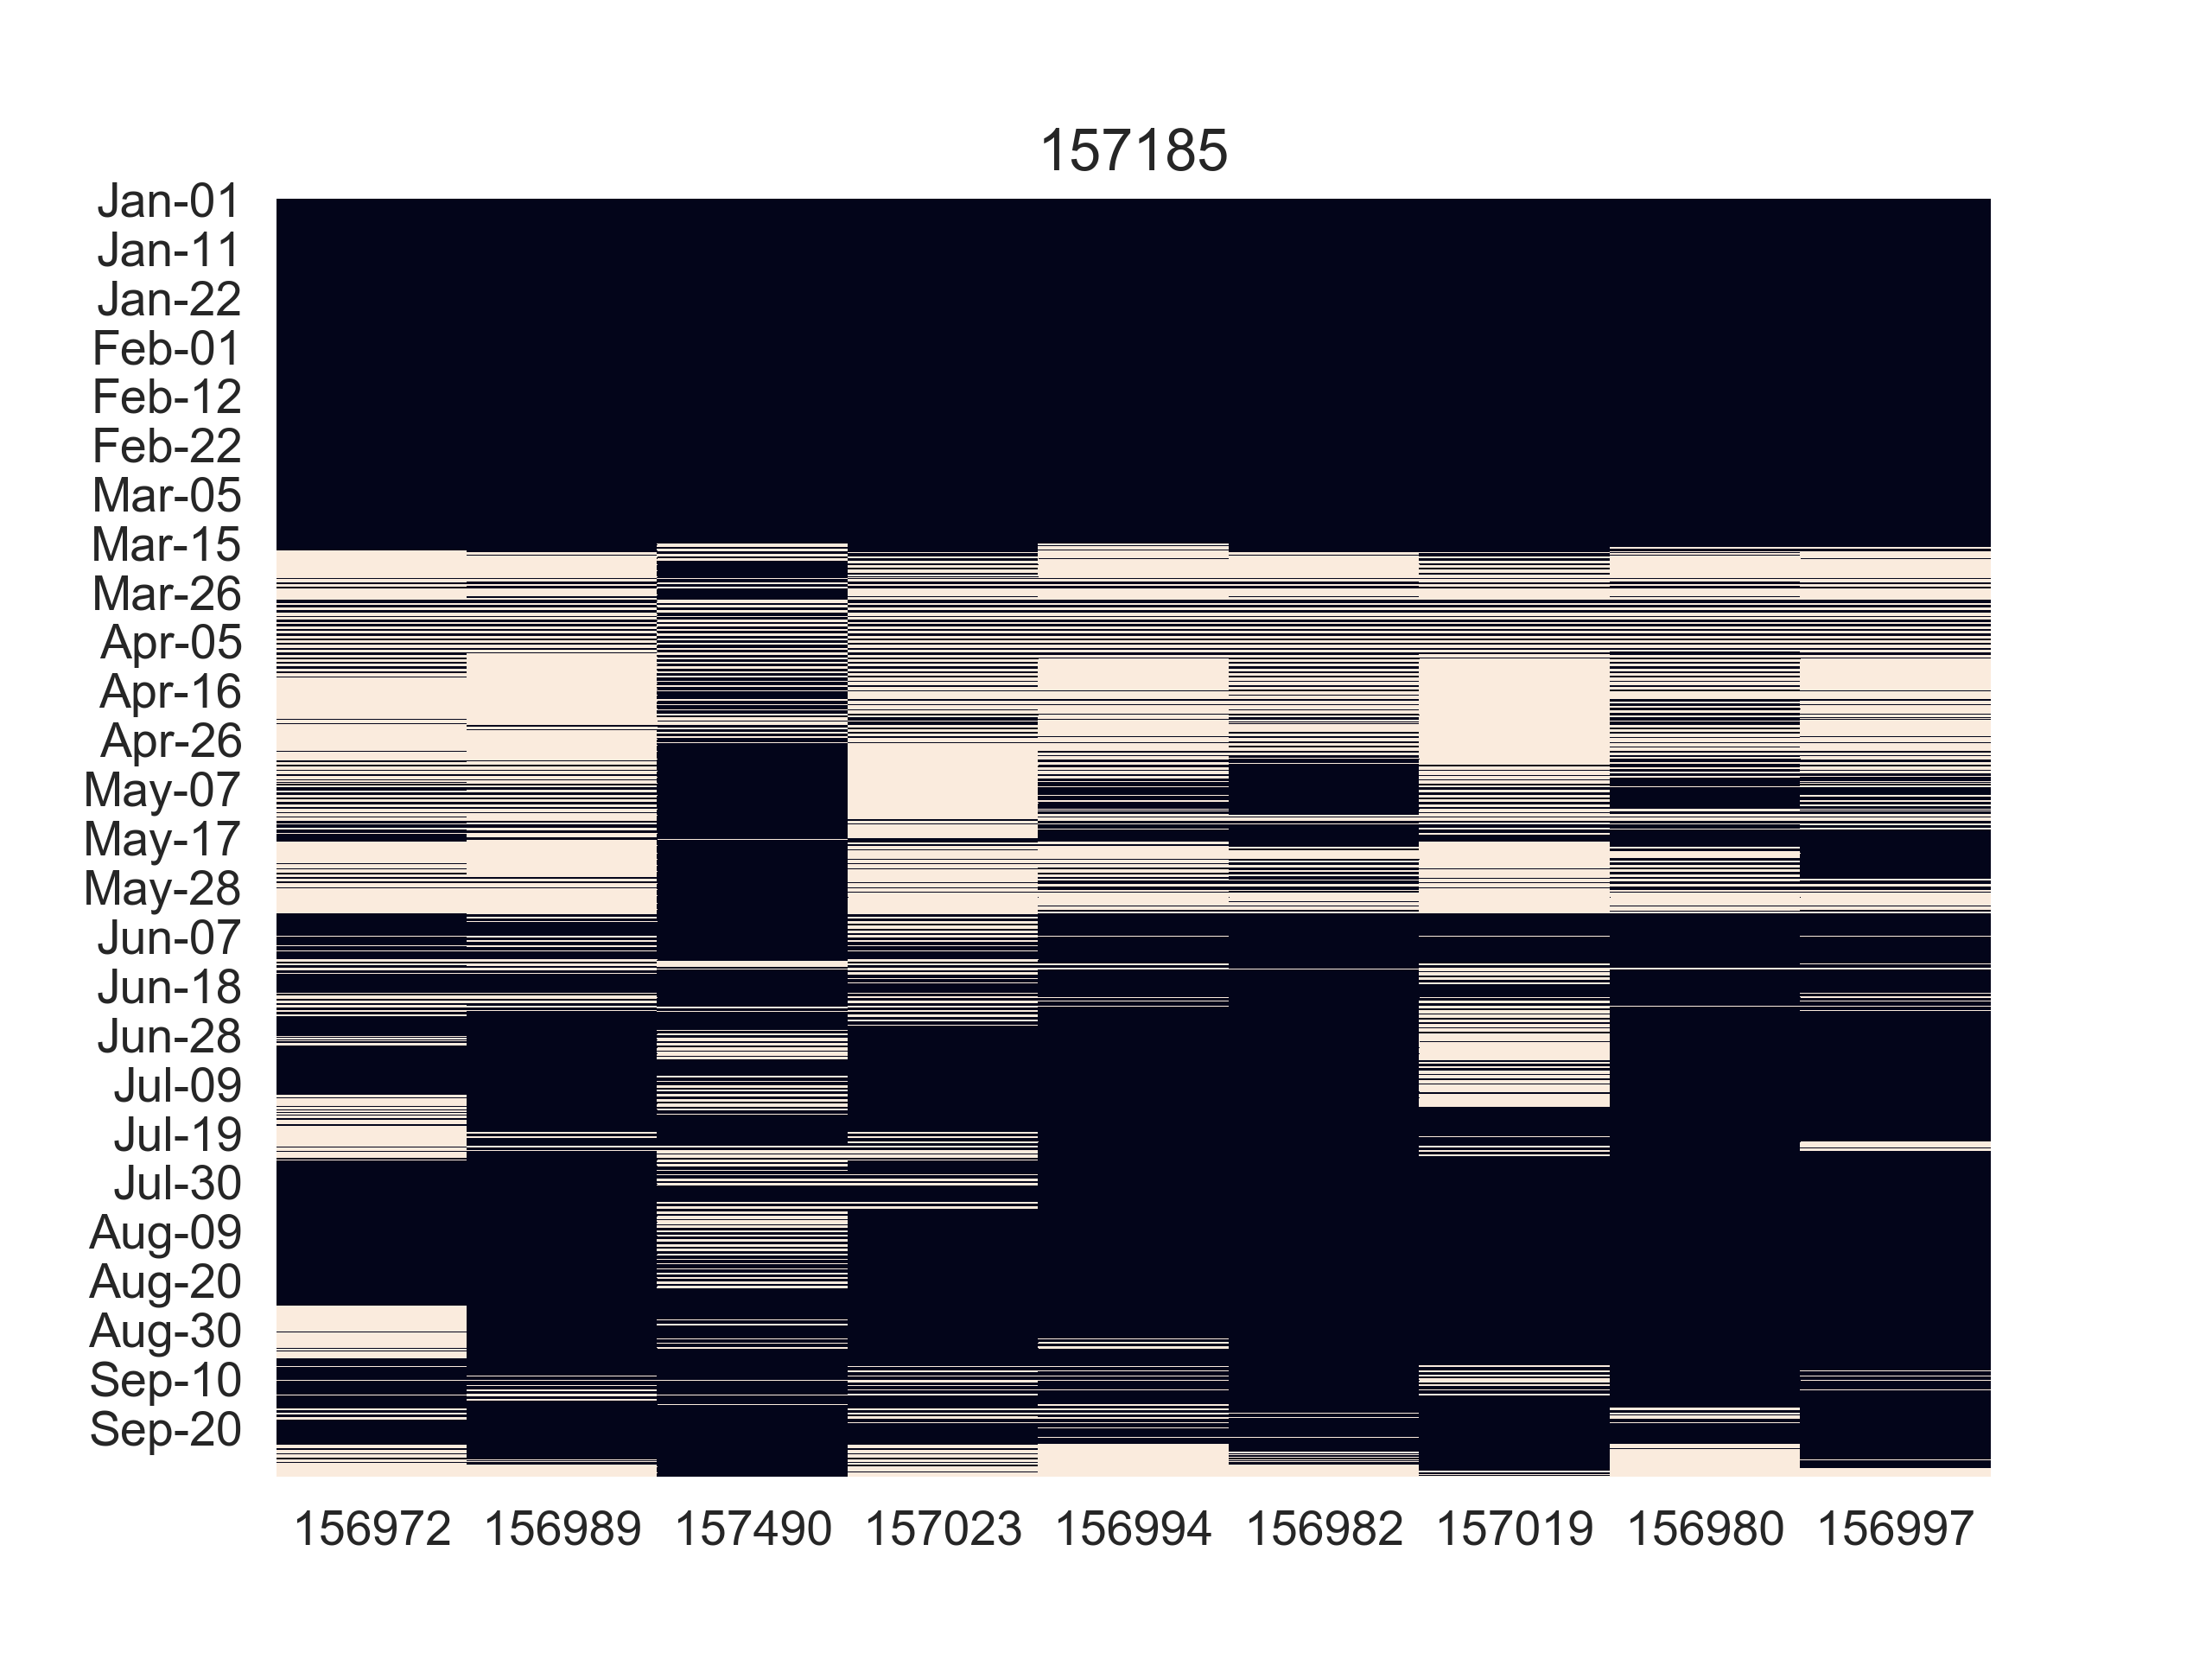 157185
Jan-01
Jan-11
Jan-22
Feb-01
Feb-12
Feb-22
Mar-05
Mar-15
Mar-26
Apr-05
Apr-16
Apr-26
May-07
May-17
May-28
Jun-07
Jun-18
Jun-28
Jul-09
Jul-19
Jul-30
Aug-09
Aug-20
Aug-30
Sep-10
Sep-20
156972 156989 157490 157023 156994 156982 157019 156980 156997